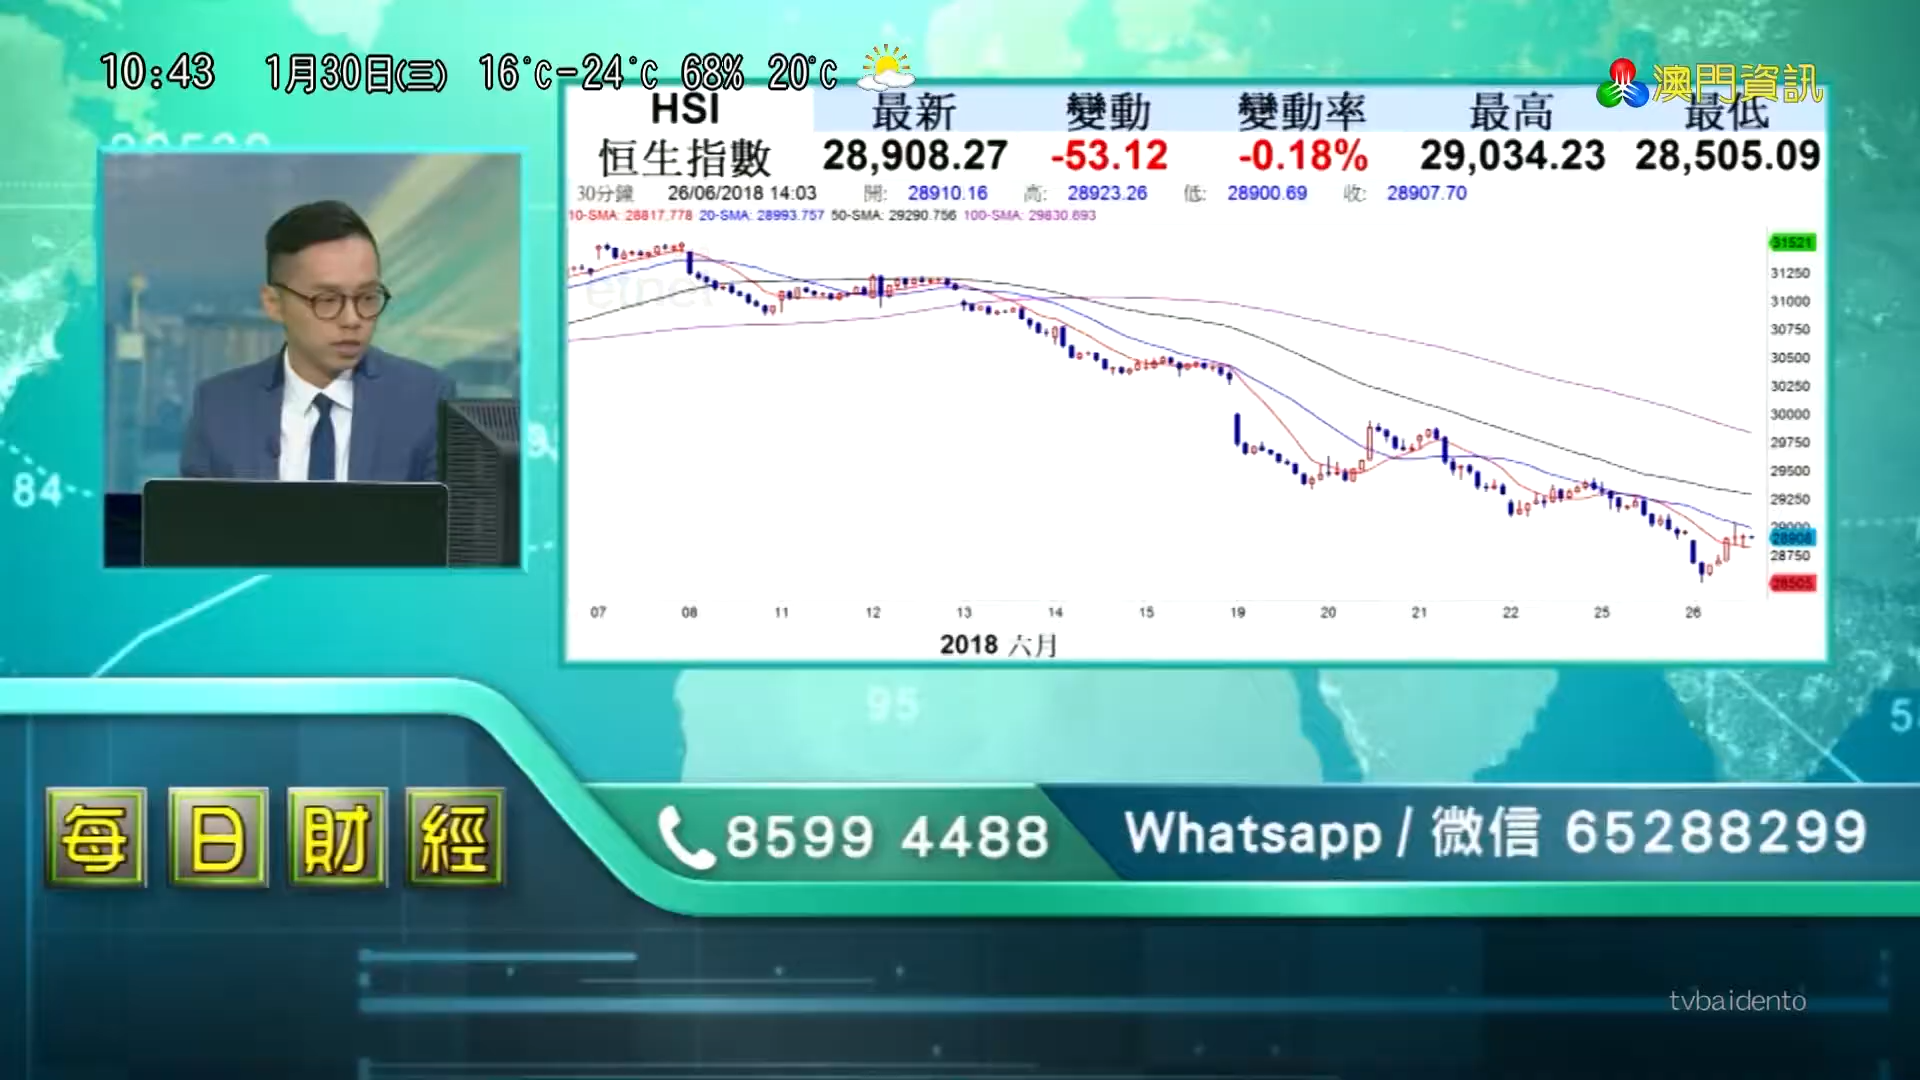 10:43 1月30日(三) 16°C-24°C 68% 20°C
澳門資訊
HSI 最新 變動 變動率 最高 最低
恒生指數 28,908.27 -53.12 -0.18% 29,034.23 28,505.09
30分鐘 26/06/2018 14:03 開: 28910.16 高: 28923.26 低: 28900.69 收: 28907.70
10-SMA: 28817.778 20-SMA: 28993.757 50-SMA: 29290.756 100-SMA: 29830.693
etnet
31521
31250
31000
30750
30500
30250
30000
29750
29500
29250
29000
28908
28750
28505
07 08 11 12 13 14 15 19 20 21 22 25 26
2018 六月
84
95
每日財經
8599 4488
Whatsapp / 微信 65288299
tvbaidento